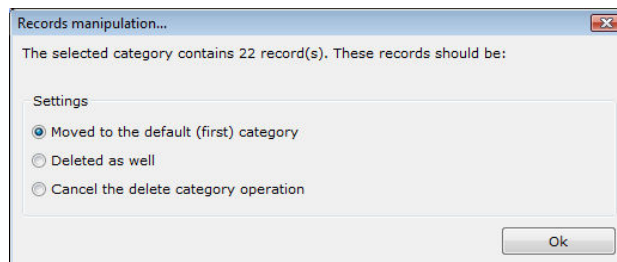 Records manipulation...
The selected category contains 22 record(s). These records should be:
Settings
Moved to the default (first) category
Deleted as well
Cancel the delete category operation
Ok